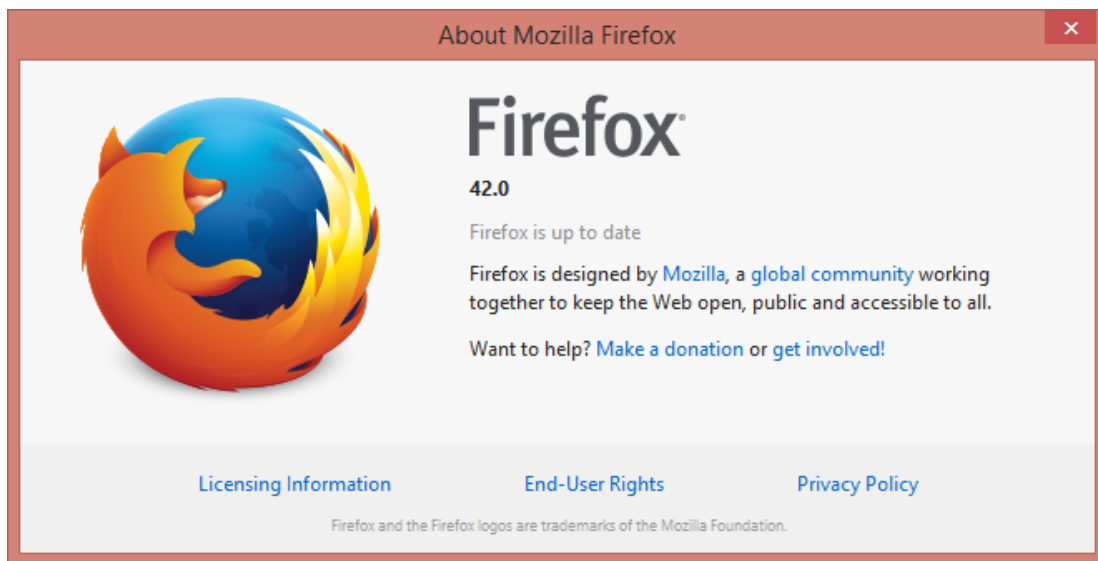 About Mozilla Firefox
Firefox
42.0
Firefox is up to date
Firefox is designed by Mozilla, a global community working
together to keep the Web open, public and accessible to all.
Want to help? Make a donation or get involved!
Licensing Information End-User Rights Privacy Policy
Firefox and the Firefox logos are trademarks of the Mozilla Foundation.